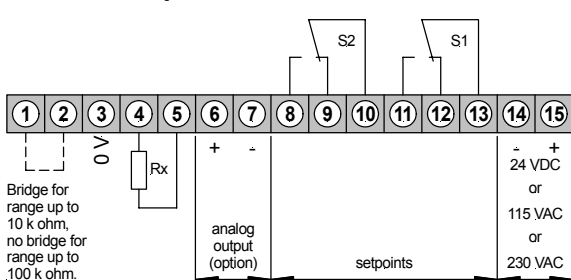 S2
S1
1 2 3 4 5 6 7 8 9 10 11 12 13 14 15
0 V
Rx
+ -
- +
Bridge for
range up to
10 k ohm,
no bridge for
range up to
100 k ohm.
analog
output
(option)
setpoints
24 VDC
or
115 VAC
or
230 VAC